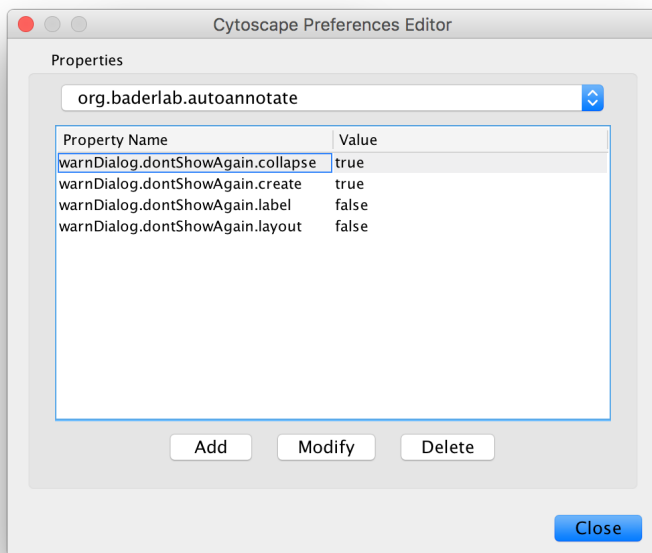 Cytoscape Preferences Editor
Properties
org.baderlab.autoannotate
Property Name Value
warnDialog.dontShowAgain.collapse true
warnDialog.dontShowAgain.create true
warnDialog.dontShowAgain.label false
warnDialog.dontShowAgain.layout false
Add Modify Delete
Close